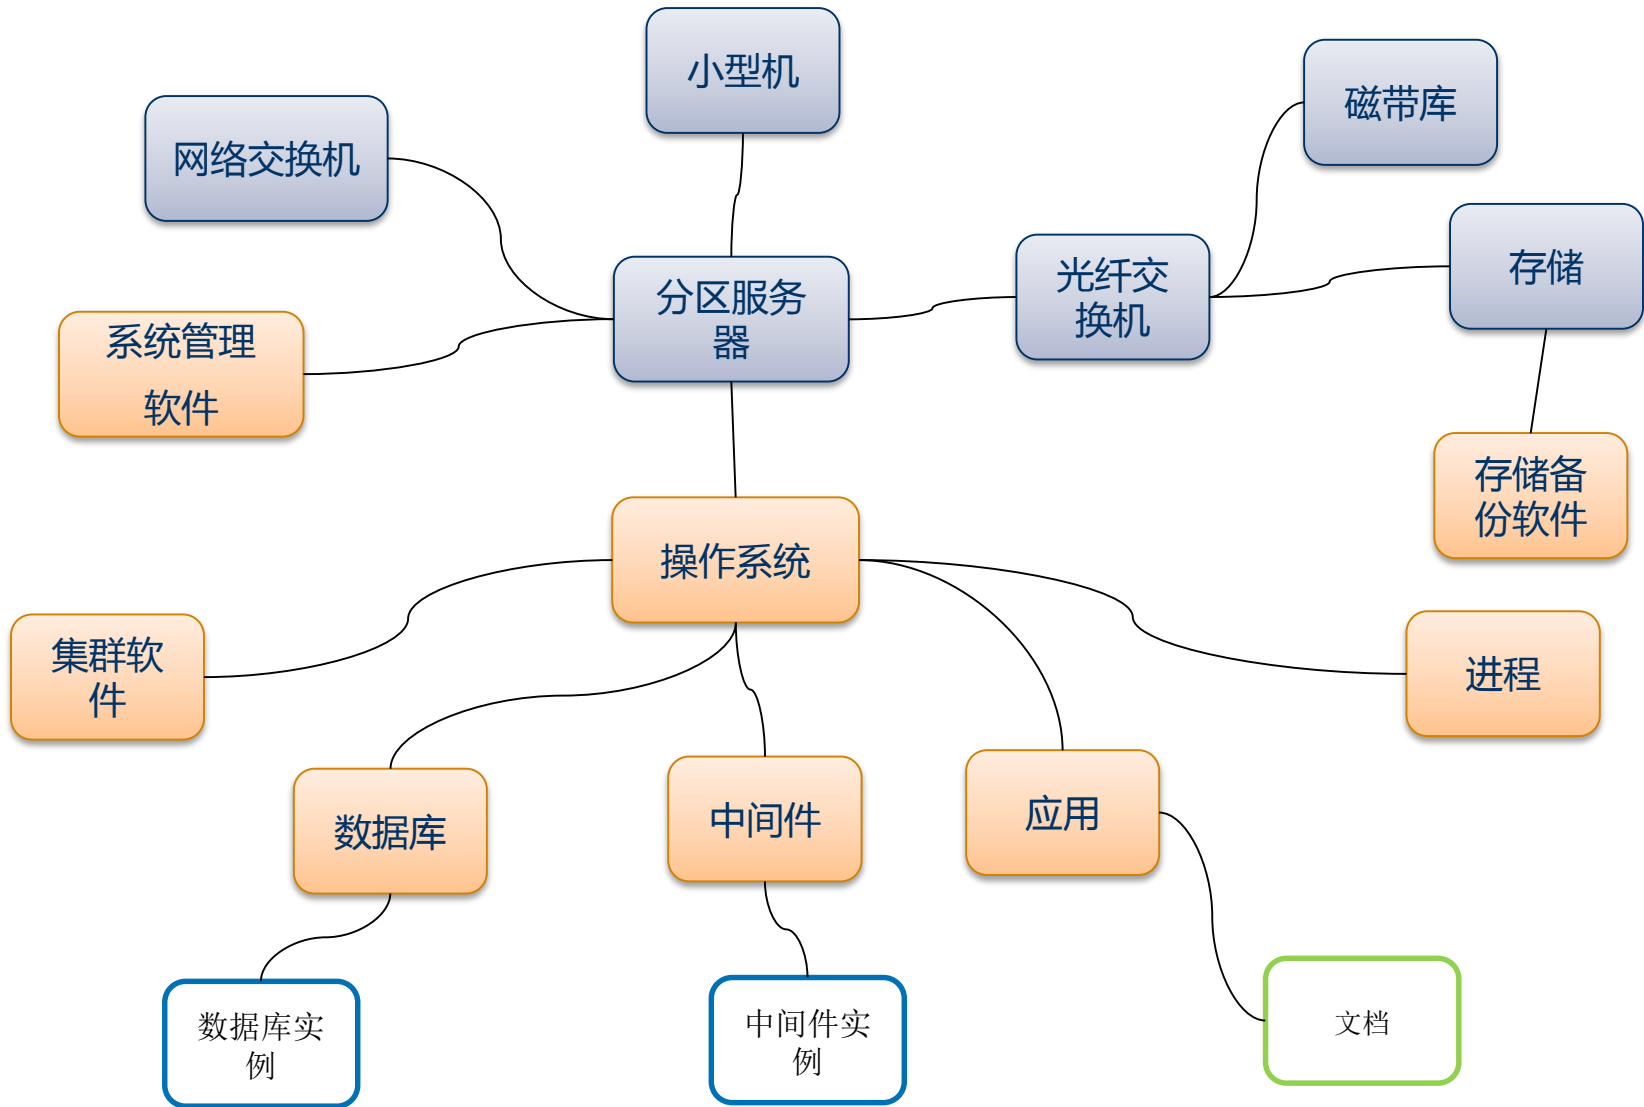 小型机
磁带库
网络交换机
存储
光纤交
换机
分区服务
器
系统管理
软件
存储备
份软件
操作系统
集群软
件
进程
数据库
中间件
应用
数据库实
例
中间件实
例
文档